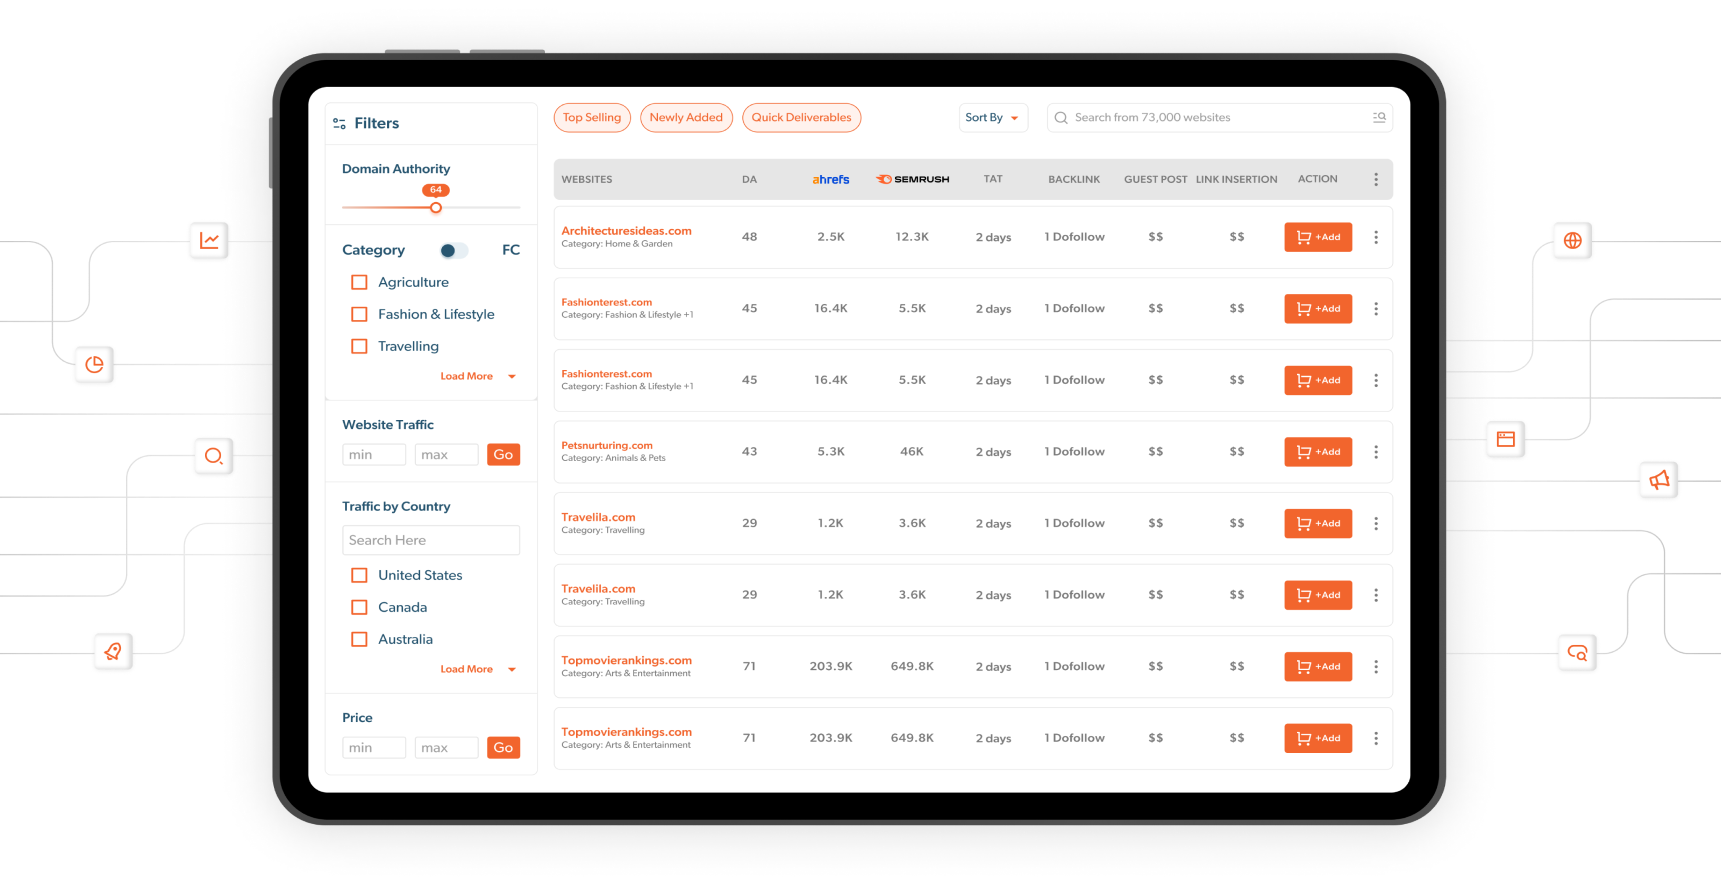 Filters
Domain Authority
64
Category FC
Agriculture
Fashion & Lifestyle
Travelling
Load More
Website Traffic
min max Go
Traffic by Country
Search Here
United States
Canada
Australia
Load More
Price
min max Go
Top Selling Newly Added Quick Deliverables Sort By Search from 73,000 websites
WEBSITES DA ahrefs SEMRUSH TAT BACKLINK GUEST POST LINK INSERTION ACTION
Architecturesideas.com 48 2.5K 12.3K 2 days 1 Dofollow $$ $$ +Add
Category: Home & Garden
Fashionterest.com 45 16.4K 5.5K 2 days 1 Dofollow $$ $$ +Add
Category: Fashion & Lifestyle +1
Fashionterest.com 45 16.4K 5.5K 2 days 1 Dofollow $$ $$ +Add
Category: Fashion & Lifestyle +1
Petsnurturing.com 43 5.3K 46K 2 days 1 Dofollow $$ $$ +Add
Category: Animals & Pets
Travelila.com 29 1.2K 3.6K 2 days 1 Dofollow $$ $$ +Add
Category: Travelling
Travelila.com 29 1.2K 3.6K 2 days 1 Dofollow $$ $$ +Add
Category: Travelling
Topmovierankings.com 71 203.9K 649.8K 2 days 1 Dofollow $$ $$ +Add
Category: Arts & Entertainment
Topmovierankings.com 71 203.9K 649.8K 2 days 1 Dofollow $$ $$ +Add
Category: Arts & Entertainment